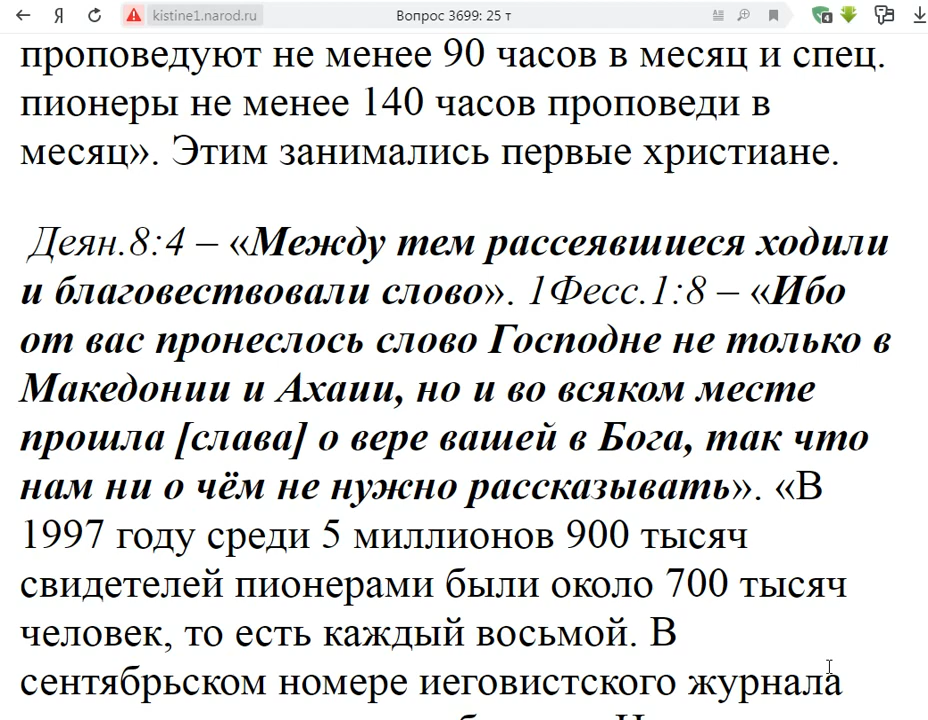 kistine1.narod.ru
Вопрос 3699: 25 т
4
проповедуют не менее 90 часов в месяц и спец.
пионеры не менее 140 часов проповеди в
месяц». Этим занимались первые христиане.
Деян.8:4 – «Между тем рассеявшиеся ходили
и благовествовали слово». 1Фесс.1:8 – «Ибо
от вас пронеслось слово Господне не только в
Македонии и Ахаии, но и во всяком месте
прошла [слава] о вере вашей в Бога, так что
нам ни о чём не нужно рассказывать». «В
1997 году среди 5 миллионов 900 тысяч
свидетелей пионерами были около 700 тысяч
человек, то есть каждый восьмой. В
сентябрьском номере иеговистского журнала